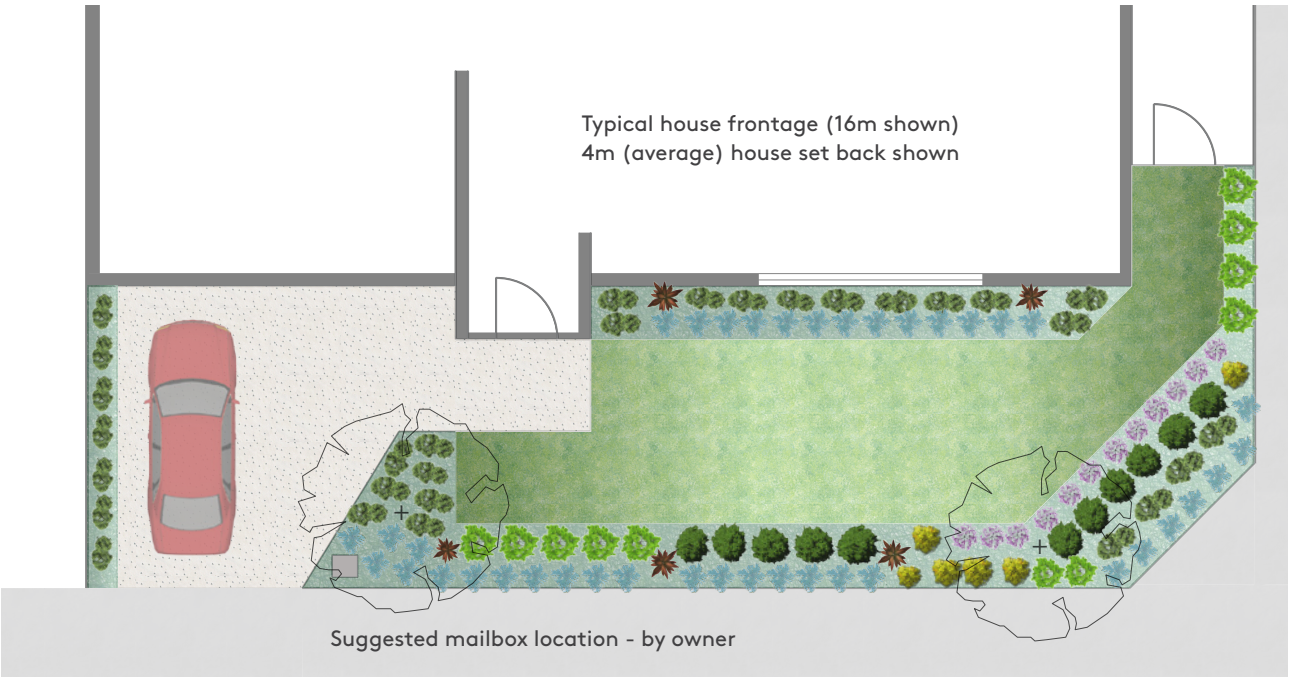 Typical house frontage (16m shown)
4m (average) house set back shown
Suggested mailbox location - by owner